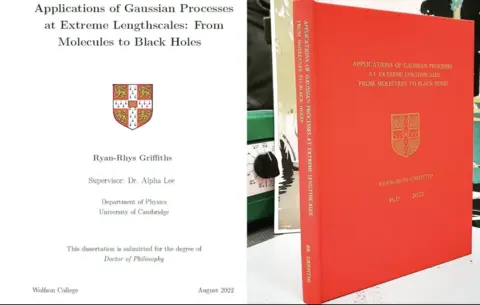 Applications of Gaussian Processes
at Extreme Lengthscales: From
Molecules to Black Holes
Ryan-Rhys Griffiths
Supervisor: Dr. Alpha Lee
Department of Physics
University of Cambridge
This dissertation is submitted for the degree of
Doctor of Philosophy
Wolfson College
August 2022
APPLICATIONS OF GAUSSIAN PROCESSES AT EXTREME LENGTHSCALES
FROM MOLECULES TO BLACK HOLES
RR GRIFFITHS
APPLICATIONS OF GAUSSIAN PROCESSES
AT EXTREME LENGTHSCALES
FROM MOLECULES TO BLACK HOLES
RYAN-RHYS GRIFFITHS
PhD 2022